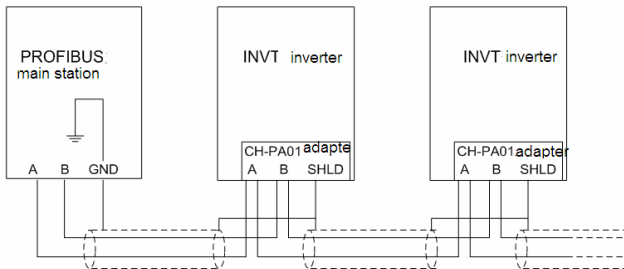 PROFIBUS
main station
A B GND
INVT inverter
CH-PA01 adapte
A B SHLD
INVT inverter
CH-PA01 adapter
A B SHLD